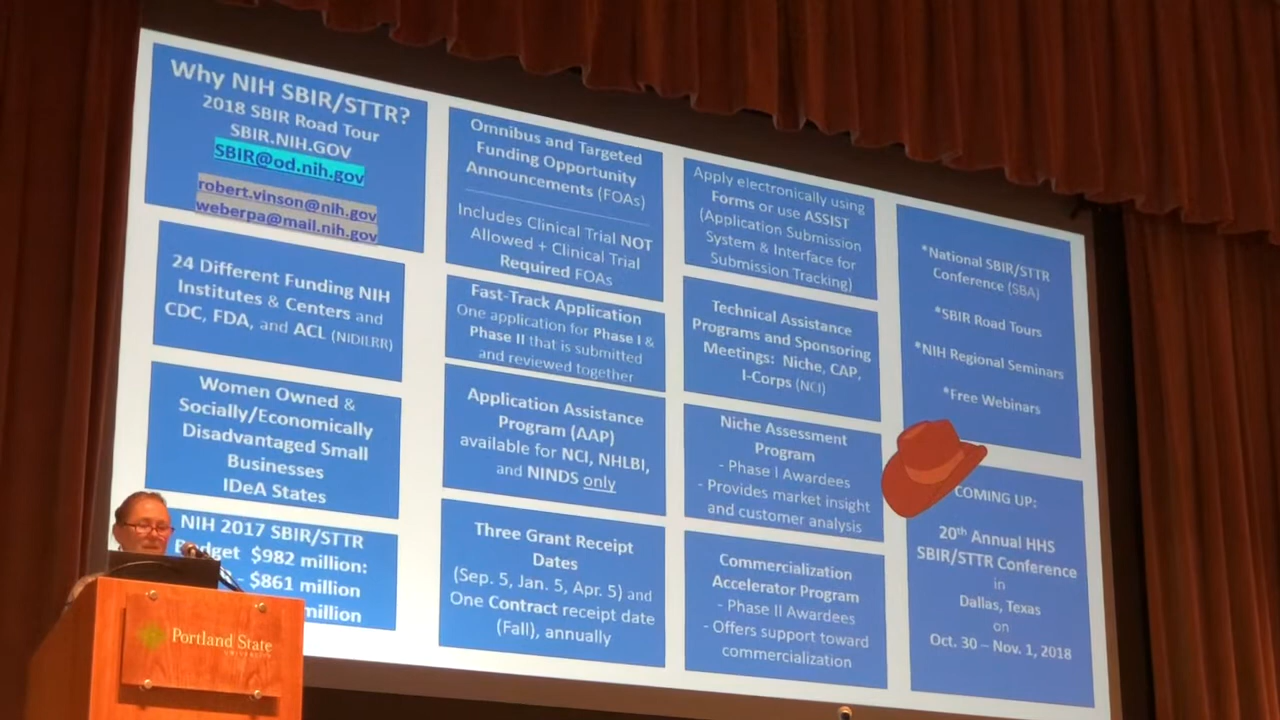 Why NIH SBIR/STTR?
2018 SBIR Road Tour
SBIR.NIH.GOV
SBIR@od.nih.gov
robert.vinson@nih.gov
weberpa@mail.nih.gov
24 Different Funding NIH
Institutes & Centers and
CDC, FDA, and ACL (NIDILRR)
Women Owned &
Socially/Economically
Disadvantaged Small
Businesses
IDeA States
NIH 2017 SBIR/STTR
$982 million:
- $861 million
million
Omnibus and Targeted
Funding Opportunity
Announcements (FOAs)
Includes Clinical Trial NOT
Allowed + Clinical Trial
Required FOAs
Fast-Track Application
One application for Phase I &
Phase II that is submitted
and reviewed together
Application Assistance
Program (AAP)
available for NCI, NHLBI,
and NINDS only
Three Grant Receipt
Dates
(Sep. 5, Jan. 5, Apr. 5) and
One Contract receipt date
(Fall), annually
Apply electronically using
Forms or use ASSIST
(Application Submission
System & Interface for
Submission Tracking)
Technical Assistance
Programs and Sponsoring
Meetings: Niche, CAP,
I-Corps (NCI)
Niche Assessment
Program
- Phase I Awardees
- Provides market insight
and customer analysis
Commercialization
Accelerator Program
- Phase II Awardees
- Offers support toward
commercialization
*National SBIR/STTR
Conference (SBA)
*SBIR Road Tours
*NIH Regional Seminars
*Free Webinars
COMING UP:
20th Annual HHS
SBIR/STTR Conference
in
Dallas, Texas
on
Oct. 30 – Nov. 1, 2018
Portland State
UNIVERSITY